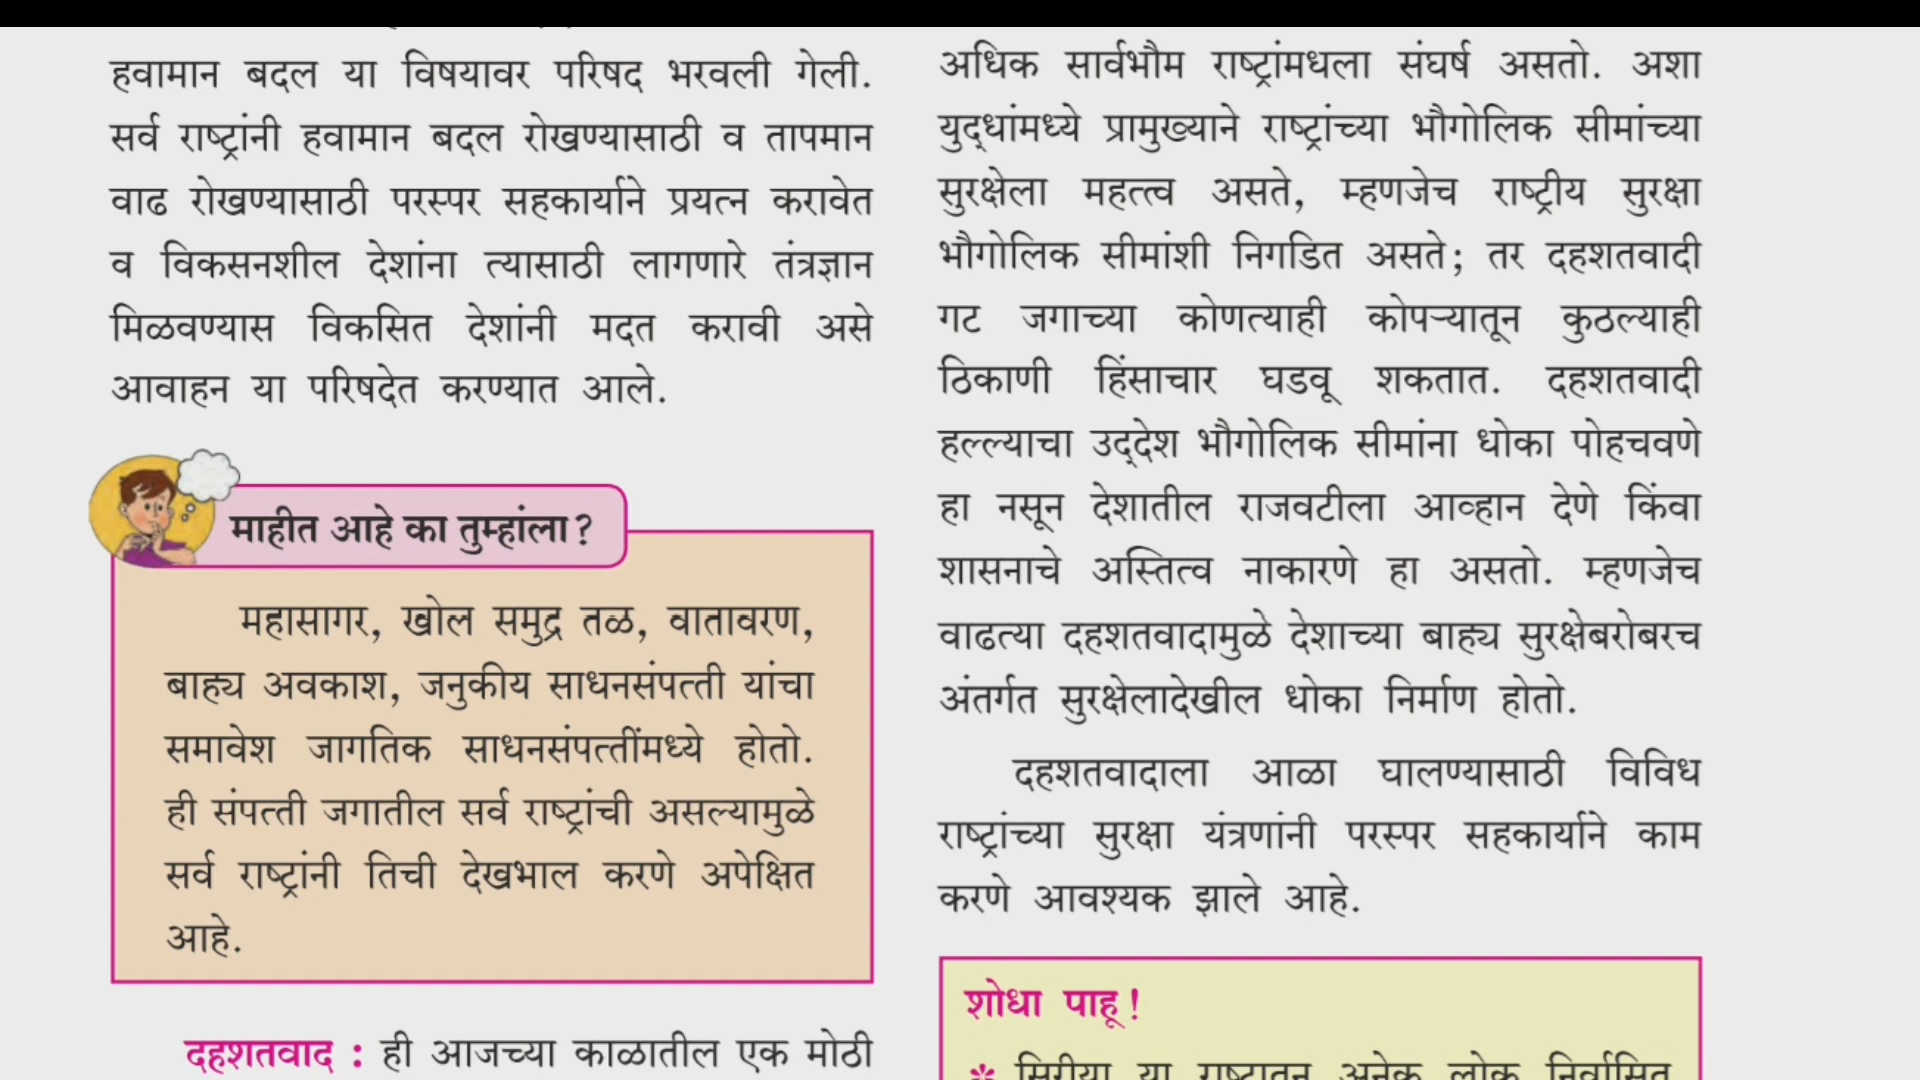 हवामान बदल या विषयावर परिषद भरवली गेली.
सर्व राष्ट्रांनी हवामान बदल रोखण्यासाठी व तापमान
वाढ रोखण्यासाठी परस्पर सहकार्याने प्रयत्न करावेत
व विकसनशील देशांना त्यासाठी लागणारे तंत्रज्ञान
मिळवण्यास विकसित देशांनी मदत करावी असे
आवाहन या परिषदेत करण्यात आले.
माहीत आहे का तुम्हांला?
महासागर, खोल समुद्र तळ, वातावरण,
बाह्य अवकाश, जनुकीय साधनसंपत्ती यांचा
समावेश जागतिक साधनसंपत्तींमध्ये होतो.
ही संपत्ती जगातील सर्व राष्ट्रांची असल्यामुळे
सर्व राष्ट्रांनी तिची देखभाल करणे अपेक्षित
आहे.
दहशतवाद : ही आजच्या काळातील एक मोठी
अधिक सार्वभौम राष्ट्रांमधला संघर्ष असतो. अशा
युद्धांमध्ये प्रामुख्याने राष्ट्रांच्या भौगोलिक सीमांच्या
सुरक्षेला महत्त्व असते, म्हणजेच राष्ट्रीय सुरक्षा
भौगोलिक सीमांशी निगडित असते; तर दहशतवादी
गट जगाच्या कोणत्याही कोपऱ्यातून कुठल्याही
ठिकाणी हिंसाचार घडवू शकतात. दहशतवादी
हल्ल्याचा उद्देश भौगोलिक सीमांना धोका पोहचवणे
हा नसून देशातील राजवटीला आव्हान देणे किंवा
शासनाचे अस्तित्व नाकारणे हा असतो. म्हणजेच
वाढत्या दहशतवादामुळे देशाच्या बाह्य सुरक्षेबरोबरच
अंतर्गत सुरक्षेलादेखील धोका निर्माण होतो.
दहशतवादाला आळा घालण्यासाठी विविध
राष्ट्रांच्या सुरक्षा यंत्रणांनी परस्पर सहकार्याने काम
करणे आवश्यक झाले आहे.
शोधा पाहू!
* सिरीया या राष्ट्रातून अनेक लोक निर्वासित